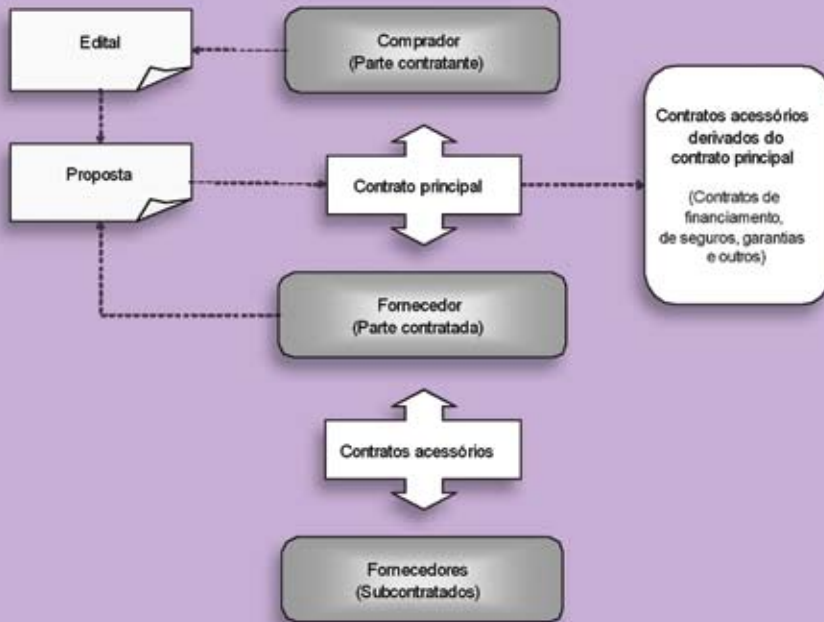 Edital
Comprador
(Parte contratante)
Contratos acessórios
derivados do
contrato principal
(Contratos de
financiamento,
de seguros, garantias
e outros)
Proposta
Contrato principal
Fornecedor
(Parte contratada)
Contratos acessórios
Fornecedores
(Subcontratados)